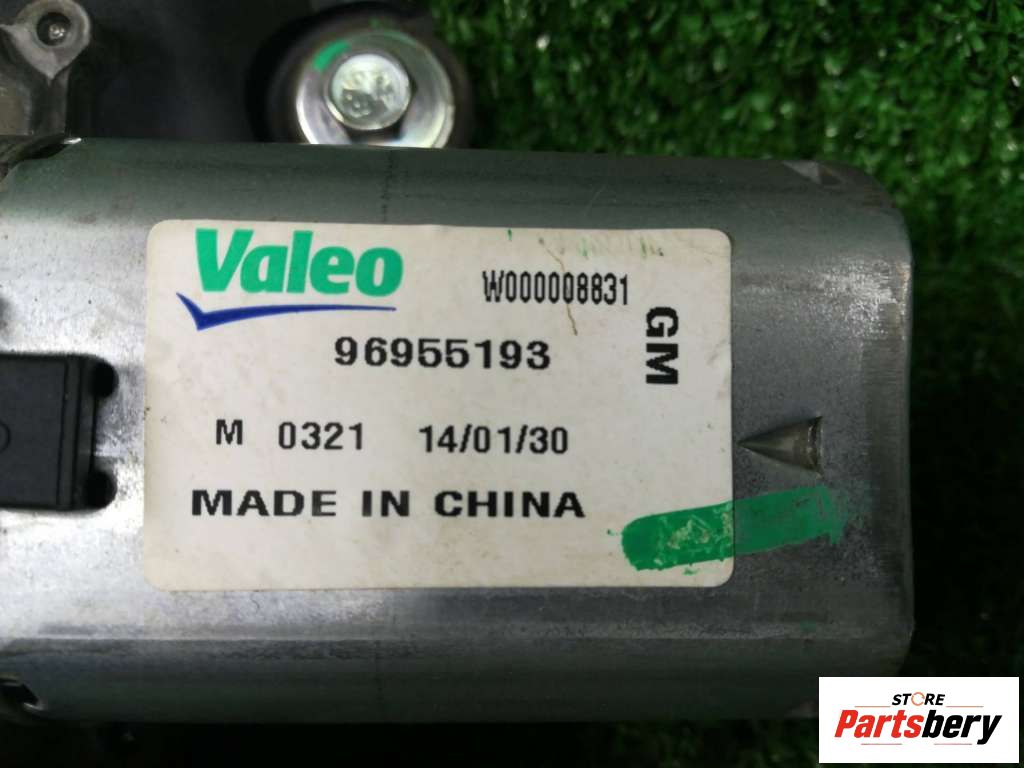 Valeo
W000008831
96955193
GM
M 0321 14/01/30
MADE IN CHINA
STORE
Partsbery